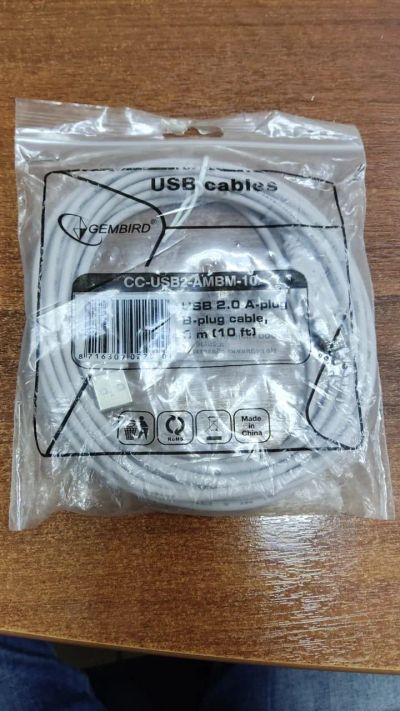 USB cables
GEMBIRD®
CC-USB2-AMBM-10
USB 2.0 A-plug
B-plug cable,
3 m (10 ft)
RoHS
Made
in
China